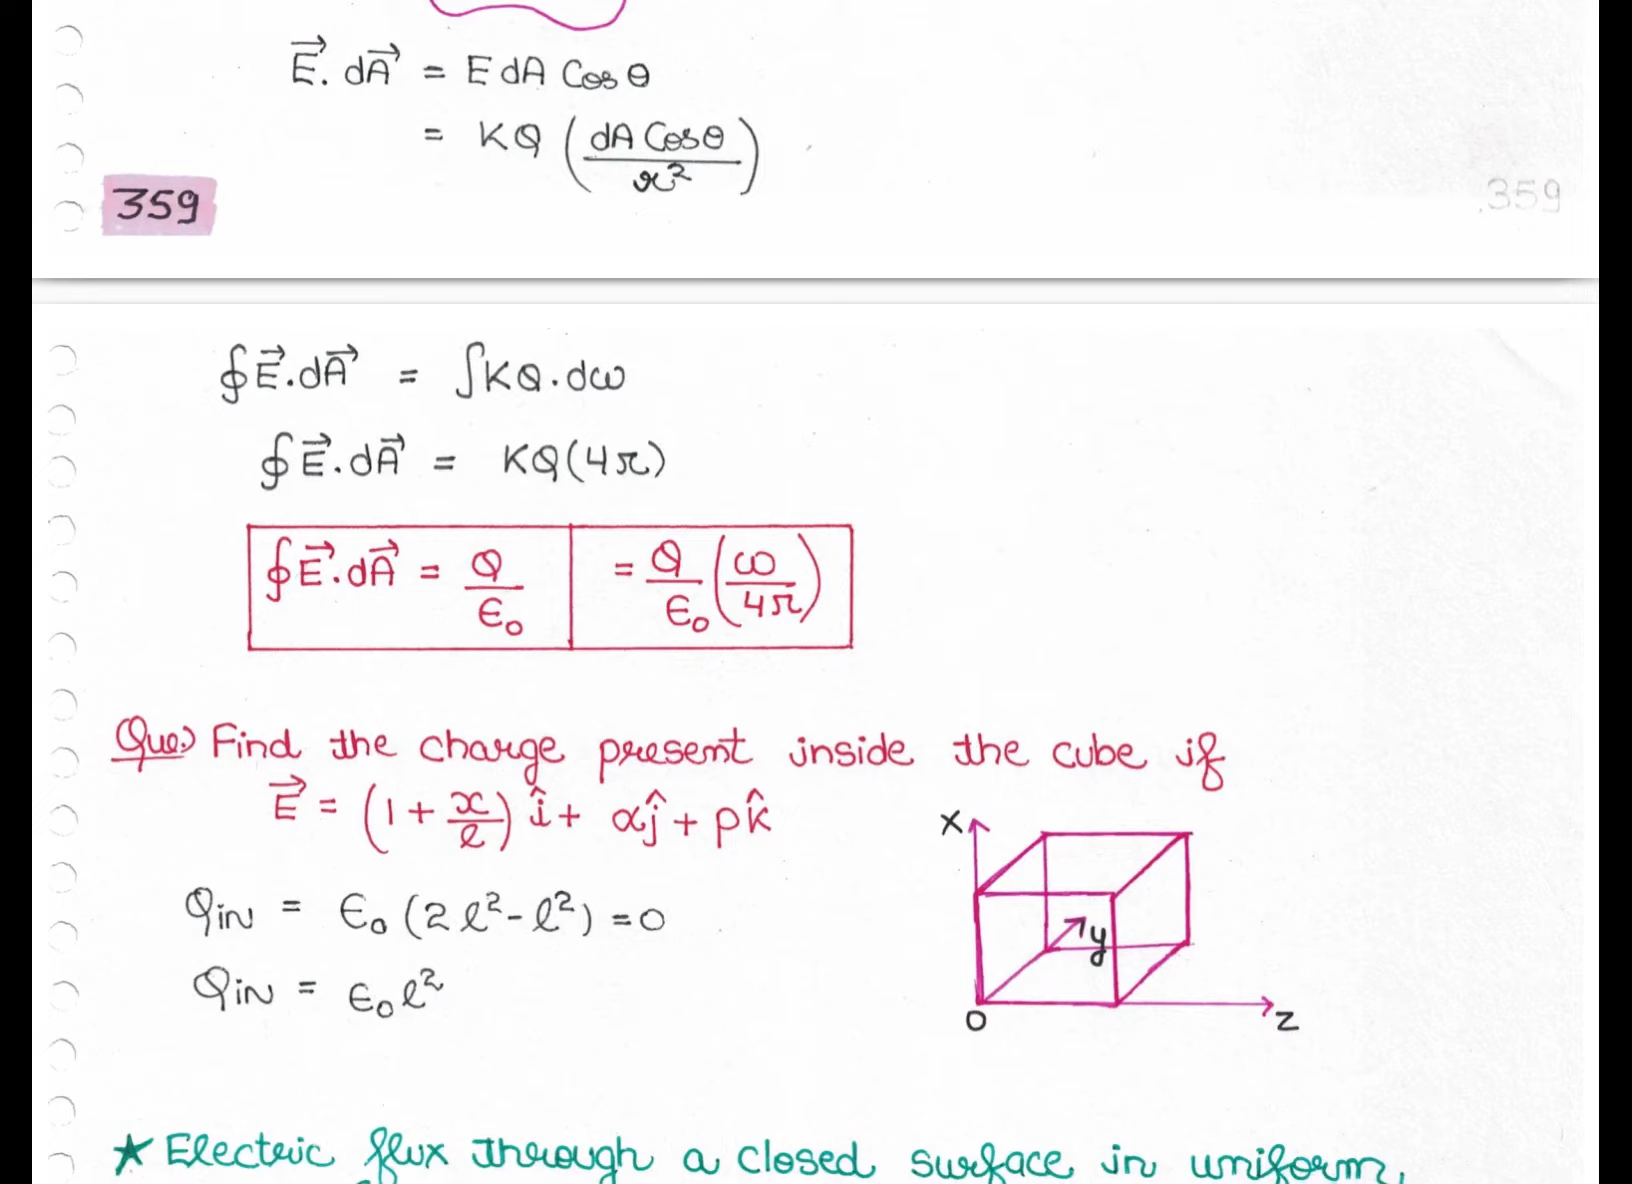 E⃗. dA⃗ = E dA Cos θ
= KQ (dA Cosθ / r²)
359
359
∮E⃗.dA⃗ = ∫KQ.dω
∮E⃗.dA⃗ = KQ(4π)
∮E⃗.dA⃗ = Q/ϵ₀ = Q/ϵ₀ (ω/4π)
Que) Find the charge present inside the cube if
E⃗ = (1 + x/ℓ) î + αĵ + pk̂
qin = ϵ₀ (2ℓ² - ℓ²) = 0
qin = ϵ₀ℓ²
X
y
O
Z
★ Electric flux through a closed surface in uniform